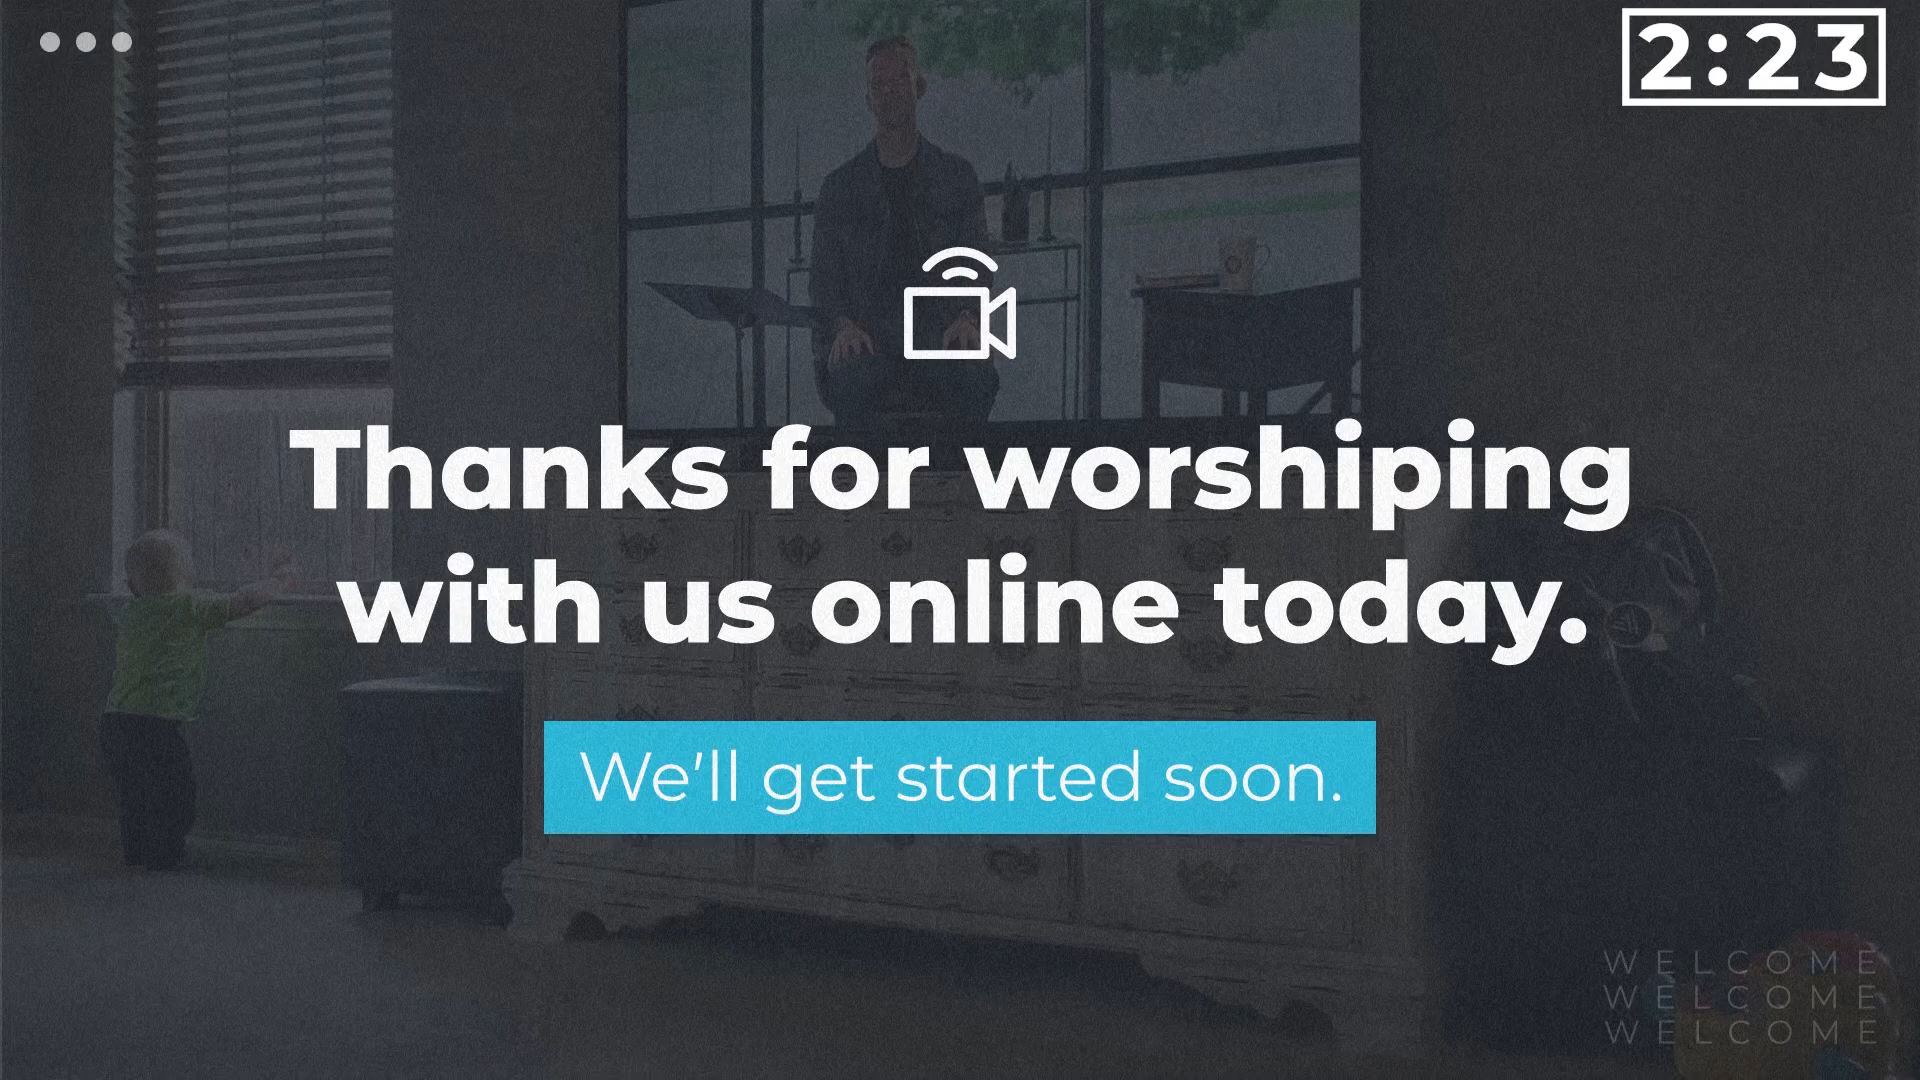 2:23
Thanks for worshiping
with us online today.
We'll get started soon.
WELCOME
WELCOME
WELCOME